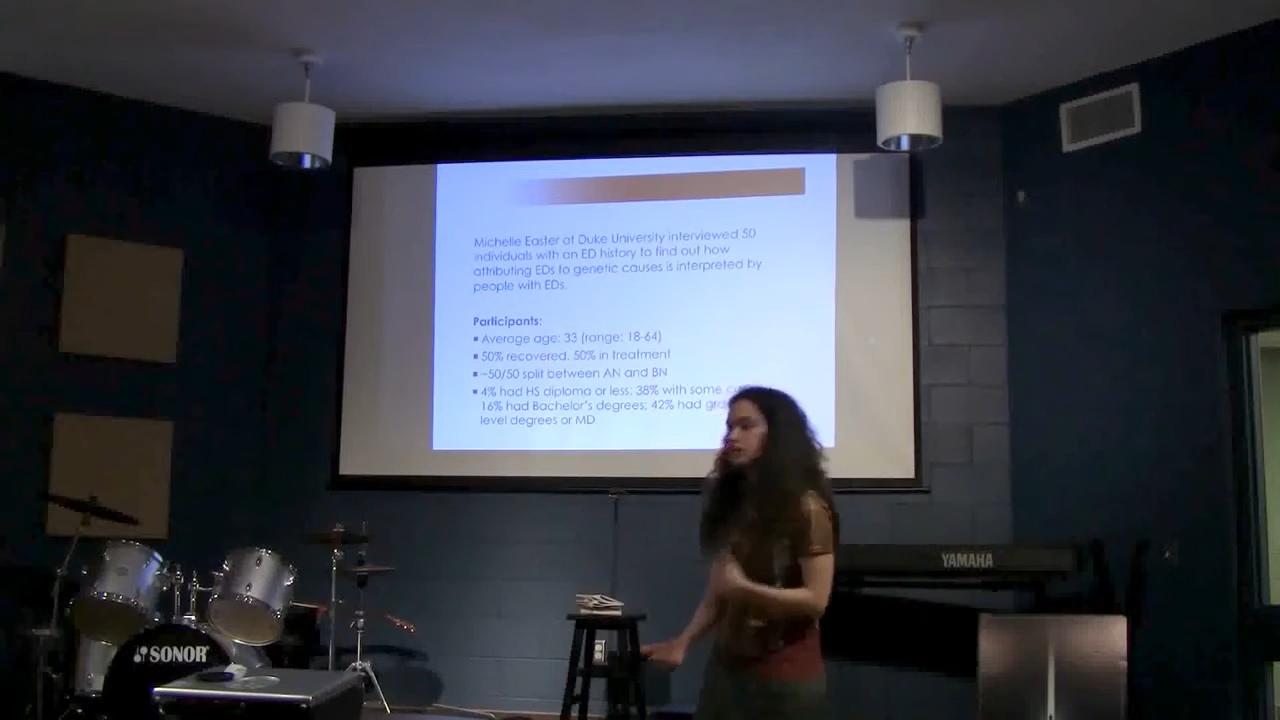 Michelle Easter at Duke University interviewed 50
individuals with an ED history to find out how
attributing EDs to genetic causes is interpreted by
people with EDs.
Participants:
▪ Average age: 33 (range: 18-64)
▪ 50% recovered, 50% in treatment
▪ ~50/50 split between AN and BN
▪ 4% had HS diploma or less; 38% with some
16% had Bachelor's degrees; 42% had
level degrees or MD
YAMAHA
SONOR